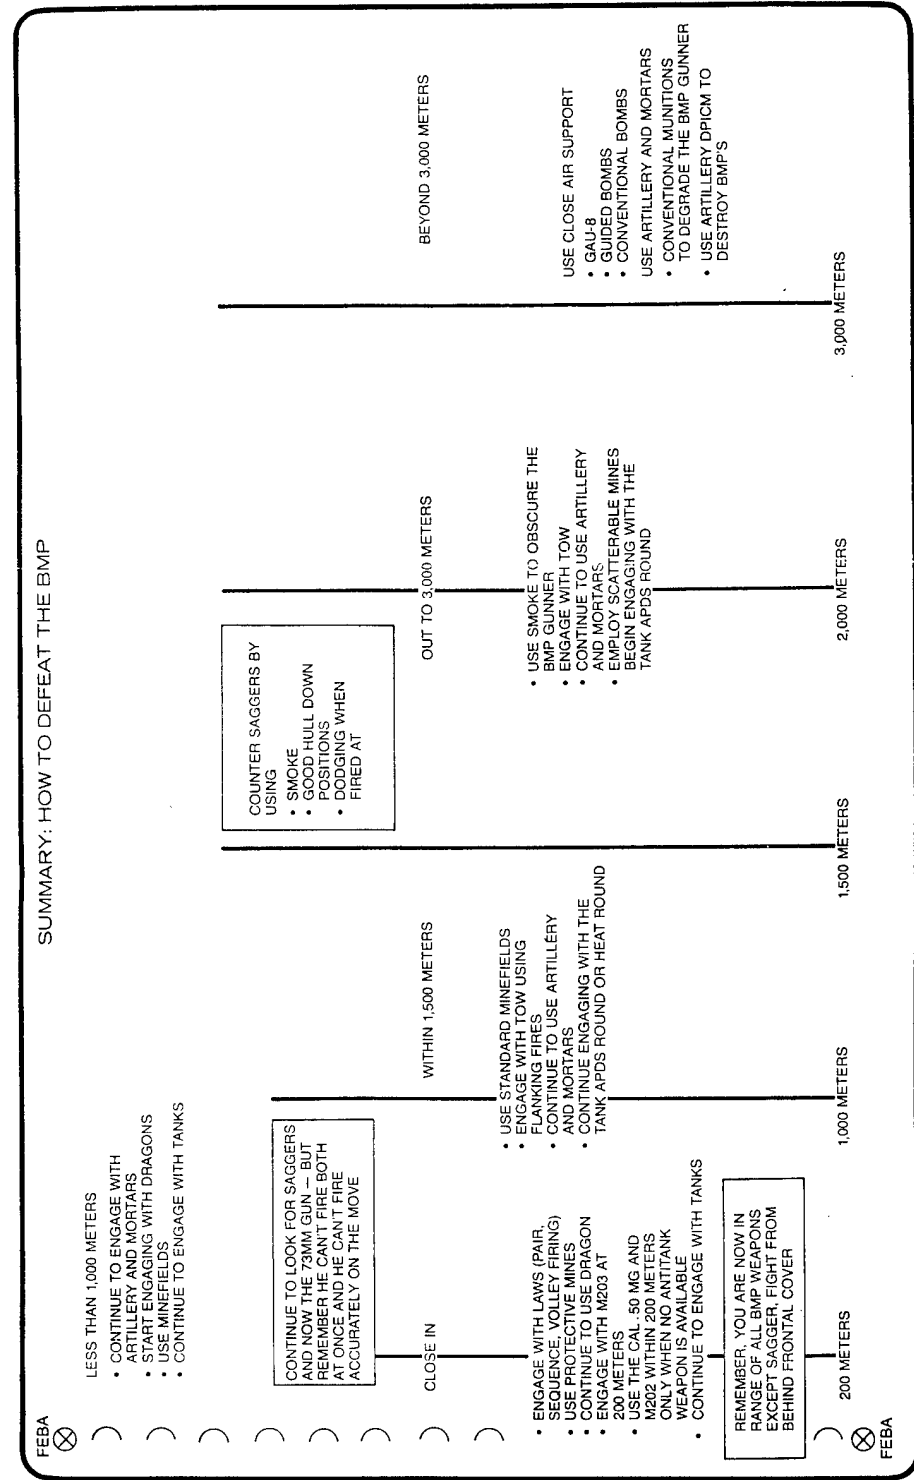 SUMMARY: HOW TO DEFEAT THE BMP
FEBA
LESS THAN 1,000 METERS
• CONTINUE TO ENGAGE WITH
ARTILLERY AND MORTARS
• START ENGAGING WITH DRAGONS
• USE MINEFIELDS
• CONTINUE TO ENGAGE WITH TANKS
CONTINUE TO LOOK FOR SAGGERS
AND NOW THE 73MM GUN — BUT
REMEMBER HE CAN'T FIRE BOTH
AT ONCE AND HE CAN'T FIRE
ACCURATELY ON THE MOVE
COUNTER SAGGERS BY
USING
• SMOKE
• GOOD HULL DOWN
POSITIONS
• DODGING WHEN
FIRED AT
CLOSE IN
WITHIN 1,500 METERS
OUT TO 3,000 METERS
BEYOND 3,000 METERS
• ENGAGE WITH LAWS (PAIR,
SEQUENCE, VOLLEY FIRING)
• USE PROTECTIVE MINES
• CONTINUE TO USE DRAGON
• ENGAGE WITH M203 AT
200 METERS
• USE THE CAL .50 MG AND
M202 WITHIN 200 METERS
ONLY WHEN NO ANTITANK
WEAPON IS AVAILABLE
• CONTINUE TO ENGAGE WITH TANKS
• USE STANDARD MINEFIELDS
• ENGAGE WITH TOW USING
FLANKING FIRES
• CONTINUE TO USE ARTILLERY
AND MORTARS
• CONTINUE ENGAGING WITH THE
TANK APDS ROUND OR HEAT ROUND
• USE SMOKE TO OBSCURE THE
BMP GUNNER
• ENGAGE WITH TOW
• CONTINUE TO USE ARTILLERY
AND MORTARS
• EMPLOY SCATTERABLE MINES
BEGIN ENGAGING WITH THE
TANK APDS ROUND
USE CLOSE AIR SUPPORT
• GAU-8
• GUIDED BOMBS
• CONVENTIONAL BOMBS
USE ARTILLERY AND MORTARS
• CONVENTIONAL MUNITIONS
TO DEGRADE THE BMP GUNNER
• USE ARTILLERY DPICM TO
DESTROY BMP'S
REMEMBER, YOU ARE NOW IN
RANGE OF ALL BMP WEAPONS
EXCEPT SAGGER, FIGHT FROM
BEHIND FRONTAL COVER
FEBA
200 METERS
1,000 METERS
1,500 METERS
2,000 METERS
3,000 METERS